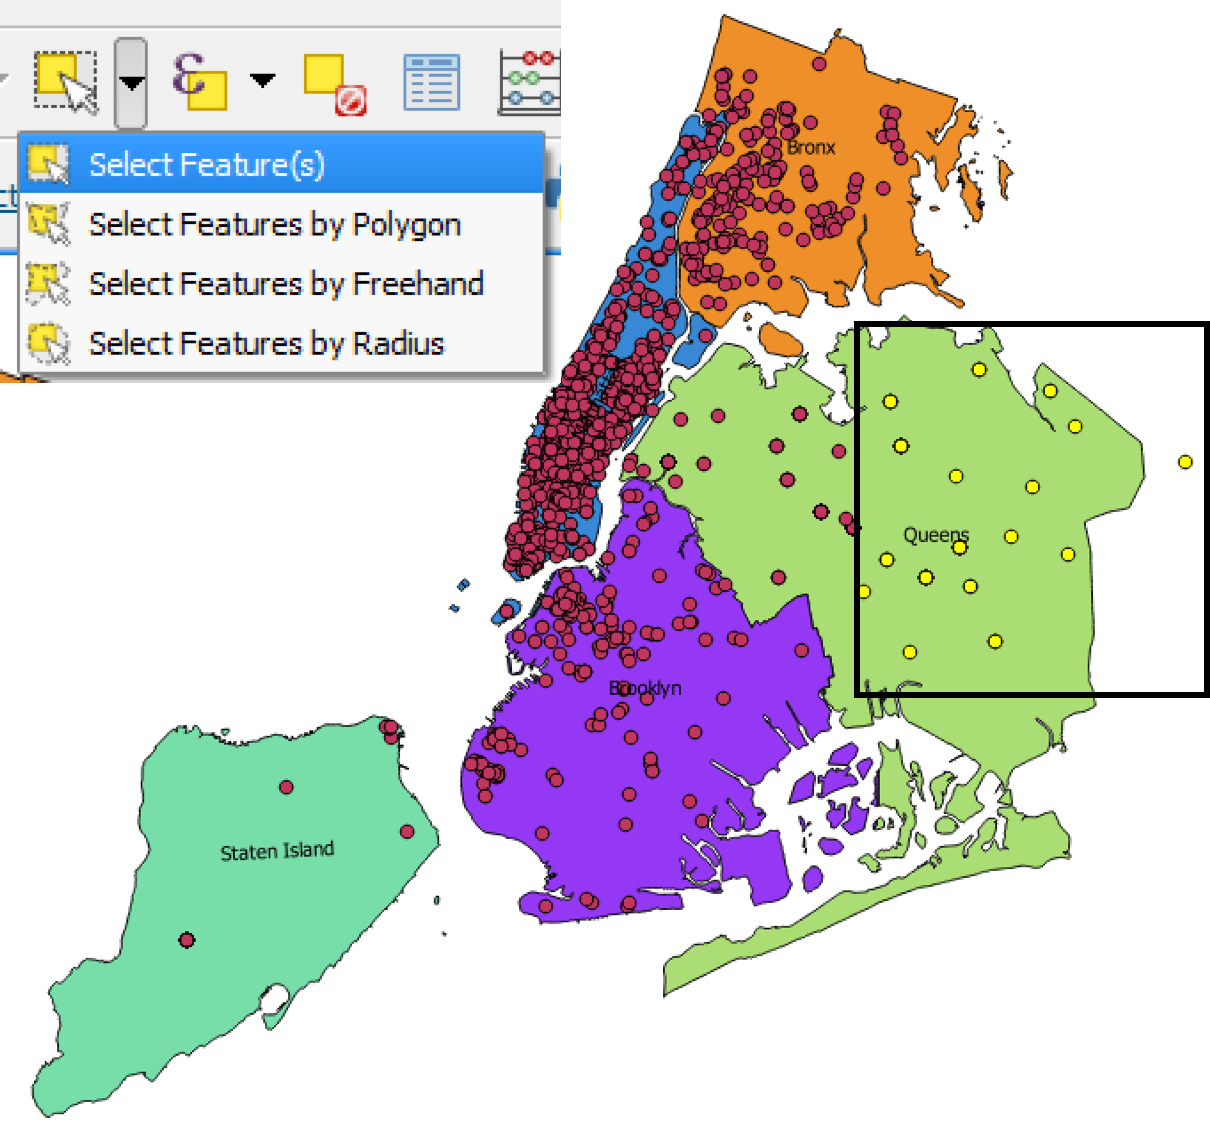 Select Feature(s)
Select Features by Polygon
Select Features by Freehand
Select Features by Radius
Bronx
Queens
Brooklyn
Staten Island